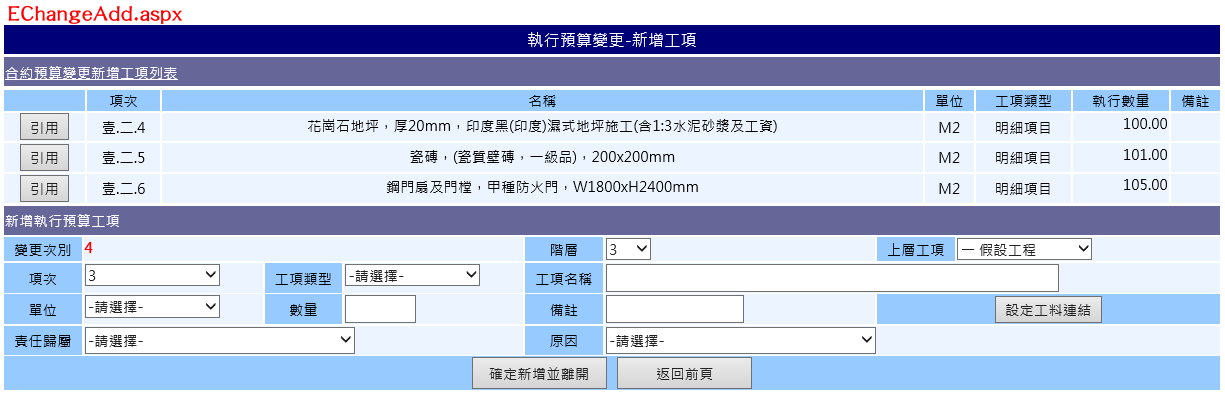 EChangeAdd.aspx
執行預算變更-新增工項
合約預算變更新增工項列表
項次 名稱 單位 工項類型 執行數量 備註
引用 壹.二.4 花崗石地坪，厚20mm，印度黑(印度)濕式地坪施工(含1:3水泥砂漿及工資) M2 明細項目 100.00
引用 壹.二.5 瓷磚，(瓷質壁磚，一級品)，200x200mm M2 明細項目 101.00
引用 壹.二.6 鋼門扇及門樘，甲種防火門，W1800xH2400mm M2 明細項目 105.00
新增執行預算工項
變更次別 4 階層 3 上層工項 一 假設工程
項次 3 工項類型 -請選擇- 工項名稱
單位 -請選擇- 數量 備註 設定工料連結
責任歸屬 -請選擇- 原因 -請選擇-
確定新增並離開 返回前頁